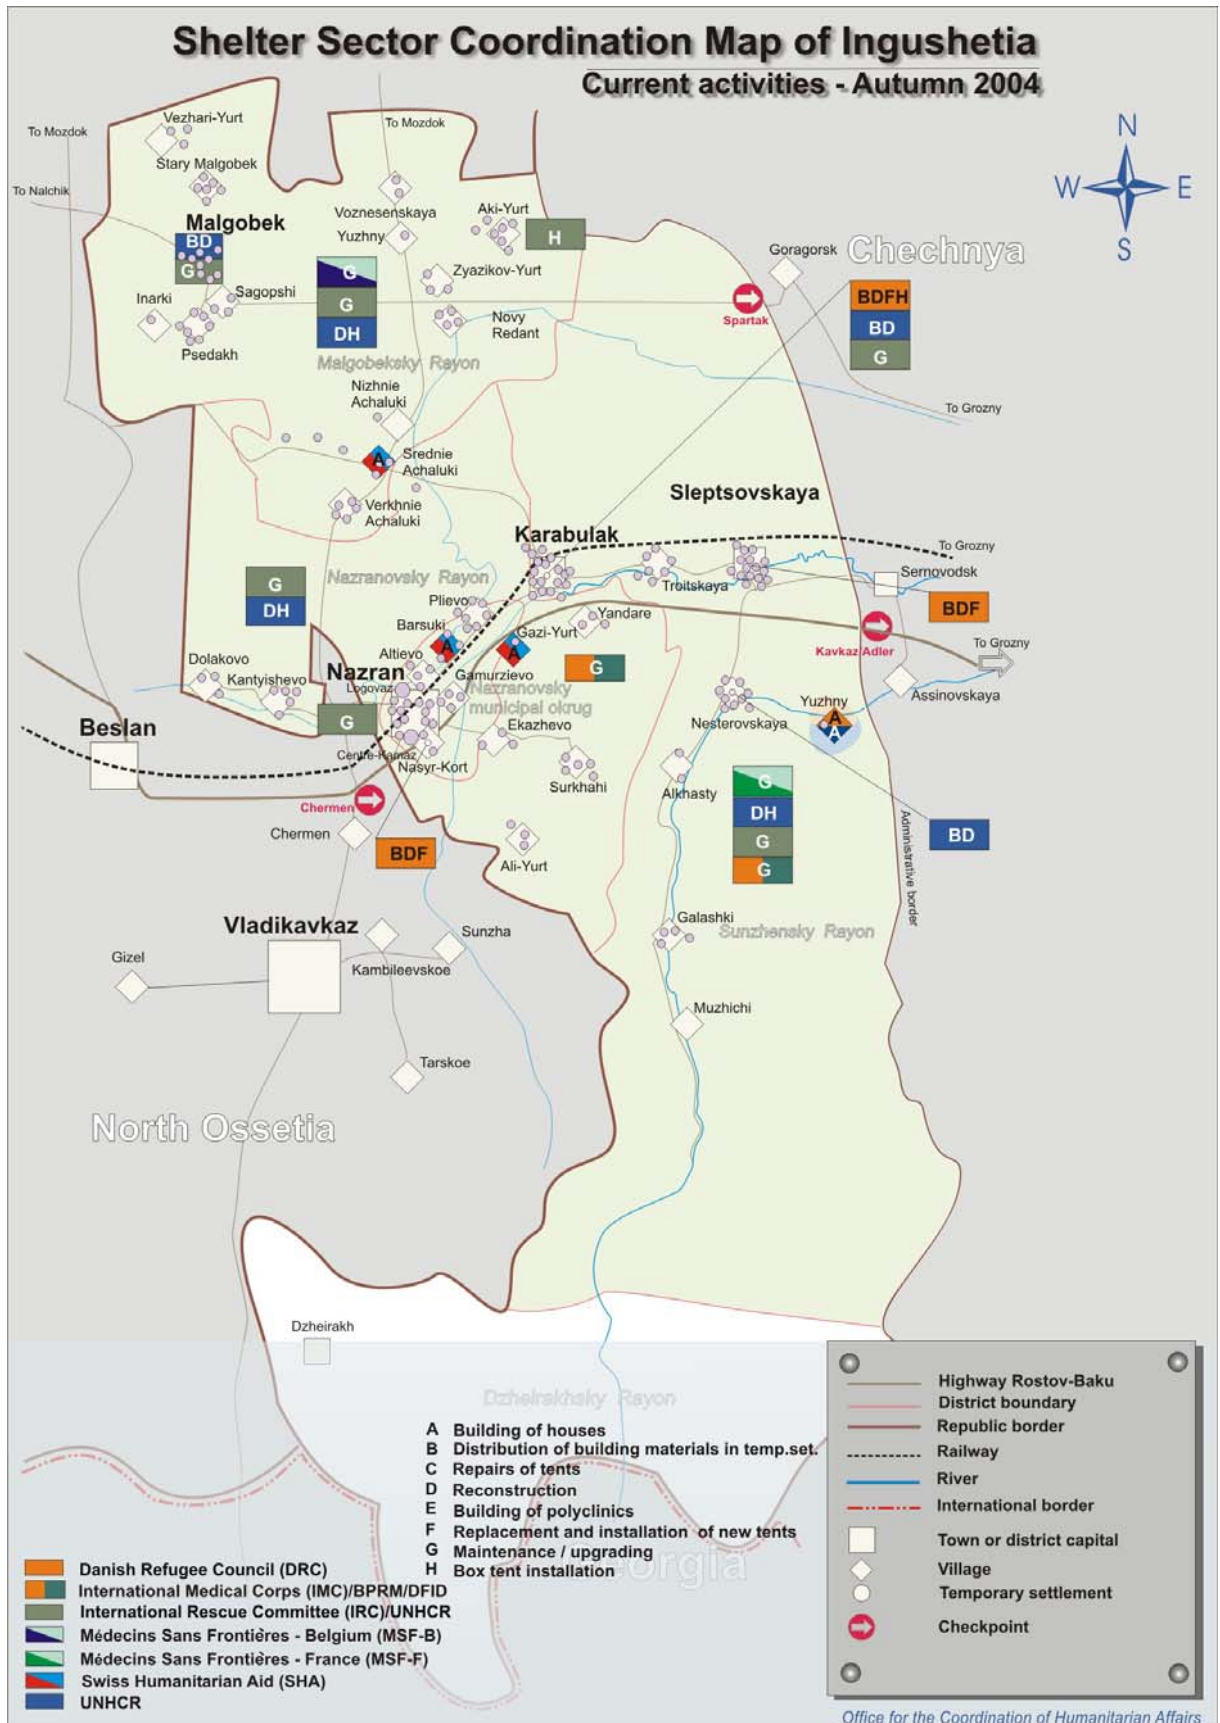 Shelter Sector Coordination Map of Ingushetia
Current activities - Autumn 2004
N
W
E
S
Vezhari-Yurt
To Mozdok
To Mozdok
Stary Malgobek
To Nalchik
Voznesenskaya
Aki-Yurt
Malgobek
Yuzhny
H
BD
G
Goragorsk
Chechnya
Zyazikov-Yurt
G
G
DH
Inarki
Sagopshi
BDFH
BD
G
Novy
Redant
Spartak
Psedakh
Malgobeksky Rayon
Nizhnie
Achaluki
To Grozny
A
Srednie
Achaluki
Sleptsovskaya
Verkhnie
Achaluki
Karabulak
To Grozny
Nazranovsky Rayon
Troitskaya
Sernovodsk
G
DH
Plievo
BDF
Barsuki
Yandare
A
Gazi-Yurt
A
To Grozny
Kavkaz Adler
Altievo
Dolakovo
Nazran
G
Kantyishevo
Logovaz
Gamurzievo
Nazranovsky
municipal okrug
Assinovskaya
Yuzhny
A
A
G
Nesterovskaya
Beslan
Ekazhevo
Centre-Kamaz
Nasyr-Kort
Surkhahi
Alkhasty
G
DH
G
G
Chermen
Chermen
BD
Administrative border
BDF
Ali-Yurt
Vladikavkaz
Galashki
Sunzhensky Rayon
Sunzha
Gizel
Kambileevskoe
Muzhichi
Tarskoe
North Ossetia
Dzheirakh
Dzheirakhsky Rayon
Georgia
A Building of houses
B Distribution of building materials in temp.set.
C Repairs of tents
D Reconstruction
E Building of polyclinics
F Replacement and installation of new tents
G Maintenance / upgrading
H Box tent installation
Danish Refugee Council (DRC)
International Medical Corps (IMC)/BPRM/DFID
International Rescue Committee (IRC)/UNHCR
Médecins Sans Frontières - Belgium (MSF-B)
Médecins Sans Frontières - France (MSF-F)
Swiss Humanitarian Aid (SHA)
UNHCR
Highway Rostov-Baku
District boundary
Republic border
Railway
River
International border
Town or district capital
Village
Temporary settlement
Checkpoint
Office for the Coordination of Humanitarian Affairs